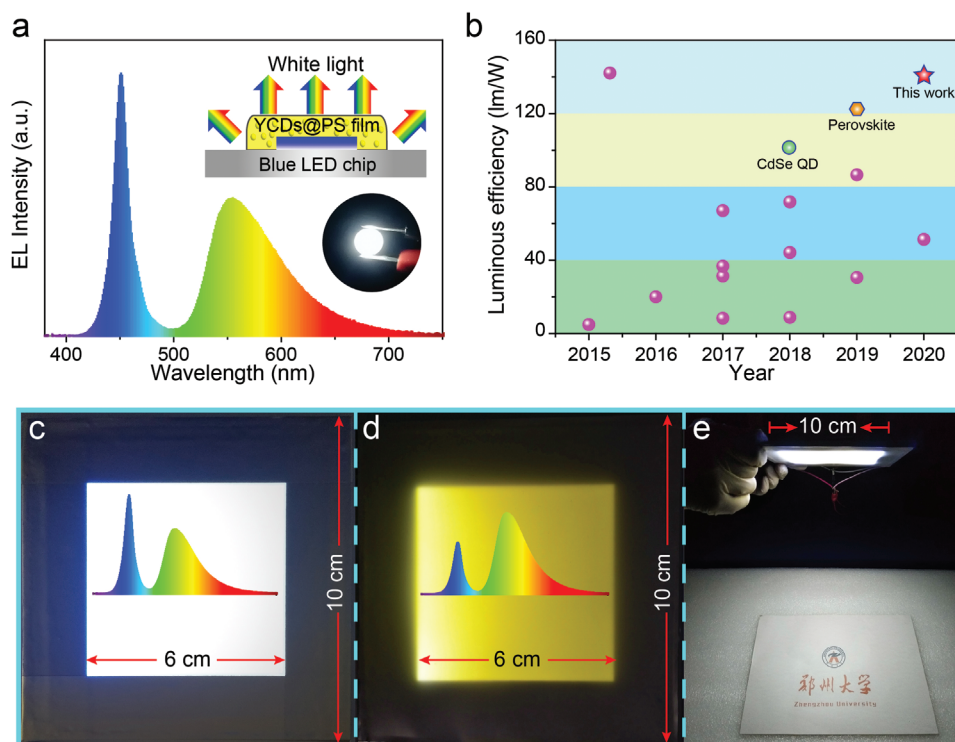 a
White light
YCDs@PS film
Blue LED chip
EL Intensity (a.u.)
400 500 600 700
Wavelength (nm)
b
Luminous efficiency (lm/W)
160
120
80
40
0
This work
Perovskite
CdSe QD
2015 2016 2017 2018 2019 2020
Year
c
10 cm
6 cm
d
10 cm
6 cm
e
10 cm
郑州大学
Zhengzhou University